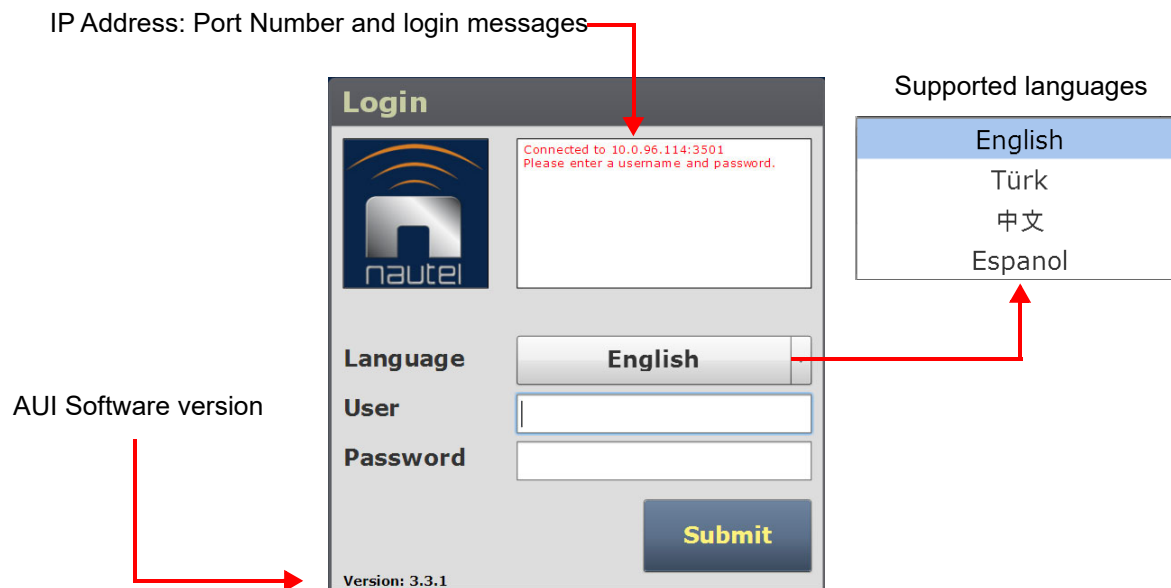 IP Address: Port Number and login messages
Supported languages
Login
Connected to 10.0.96.114:3501
Please enter a username and password.
nautel
English
Türk
中文
Espanol
Language
English
AUI Software version
User
Password
Submit
Version: 3.3.1